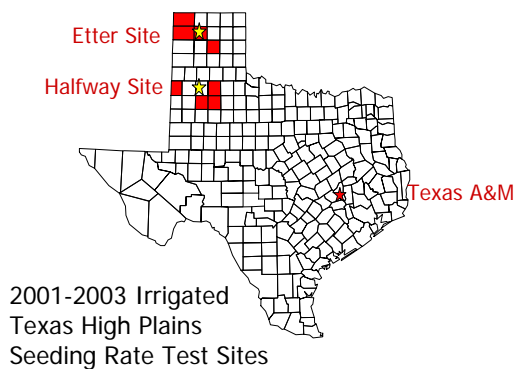 Etter Site
Halfway Site
Texas A&M
2001-2003 Irrigated
Texas High Plains
Seeding Rate Test Sites